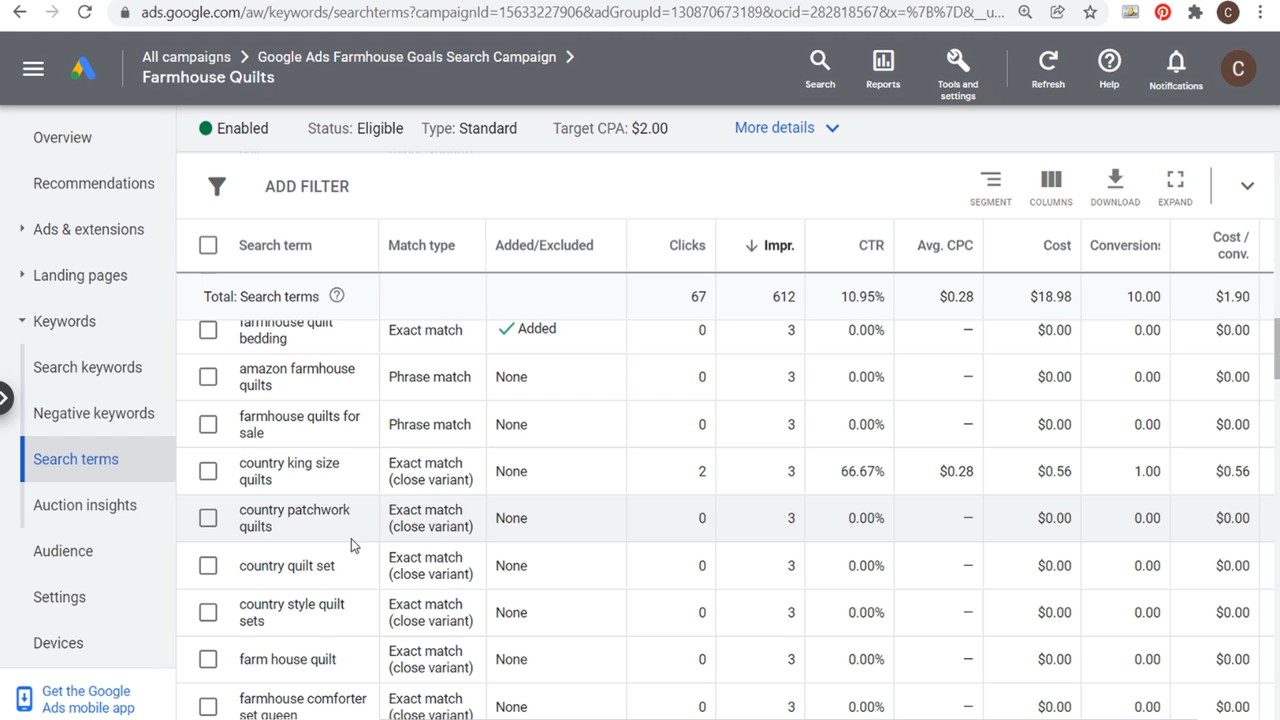 ads.google.com/aw/keywords/searchterms?campaignId=15633227906&adGroupId=130870673189&ocid=282818567&x=%7B%7D&__u...
C
All campaigns > Google Ads Farmhouse Goals Search Campaign >
Farmhouse Quilts
Search
Reports
Tools and
settings
Refresh
Help
Notifications
C
Enabled Status: Eligible Type: Standard Target CPA: $2.00 More details
Overview
Recommendations
Ads & extensions
Landing pages
Keywords
Search keywords
Negative keywords
Search terms
Auction insights
Audience
Settings
Devices
Get the Google
Ads mobile app
ADD FILTER
SEGMENT
COLUMNS
DOWNLOAD
EXPAND
Search term Match type Added/Excluded Clicks Impr. CTR Avg. CPC Cost Conversions Cost /
conv.
Total: Search terms 67 612 10.95% $0.28 $18.98 10.00 $1.90
farmhouse quilt
bedding Exact match Added 0 3 0.00% — $0.00 0.00 $0.00
amazon farmhouse
quilts Phrase match None 0 3 0.00% — $0.00 0.00 $0.00
farmhouse quilts for
sale Phrase match None 0 3 0.00% — $0.00 0.00 $0.00
country king size
quilts Exact match
(close variant) None 2 3 66.67% $0.28 $0.56 1.00 $0.56
country patchwork
quilts Exact match
(close variant) None 0 3 0.00% — $0.00 0.00 $0.00
country quilt set Exact match
(close variant) None 0 3 0.00% — $0.00 0.00 $0.00
country style quilt
sets Exact match
(close variant) None 0 3 0.00% — $0.00 0.00 $0.00
farm house quilt Exact match
(close variant) None 0 3 0.00% — $0.00 0.00 $0.00
farmhouse comforter
set queen Exact match
(close variant) None 0 3 0.00% — $0.00 0.00 $0.00